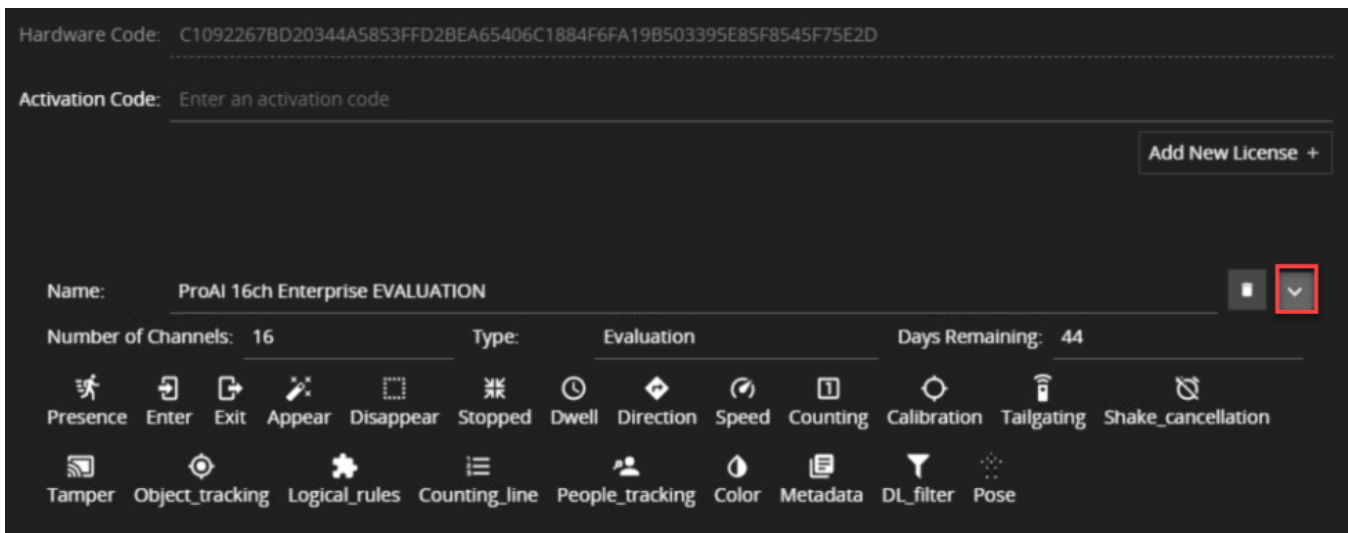 Hardware Code: C1092267BD20344A5853FFD2BEA65406C1884F6FA19B503395E85F8545F75E2D
Activation Code: Enter an activation code
Add New License +
Name: ProAI 16ch Enterprise EVALUATION
Number of Channels: 16 Type: Evaluation Days Remaining: 44
Presence Enter Exit Appear Disappear Stopped Dwell Direction Speed Counting Calibration Tailgating Shake_cancellation
Tamper Object_tracking Logical_rules Counting_line People_tracking Color Metadata DL_filter Pose